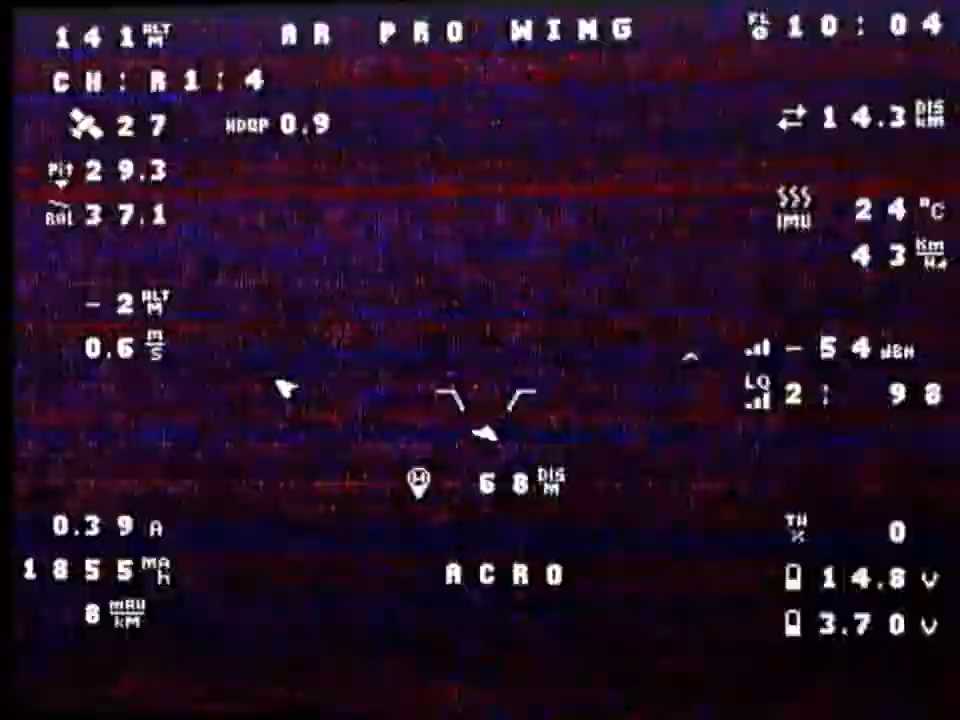 141 ALT M AR PRO WING FL 10:04
CH:R1:4
27 HDOP 0.9 14.3 DIS km
Pit 29.3
Rol 37.1 IMU 24 °C
43 Km H
-2 ALT M
0.6 m s -54 dBm
LQ 2: 98
H 68 DIS M
0.39 A TH % 0
1855 MA h ACRO 14.8 V
8 mAH KM 3.70 V